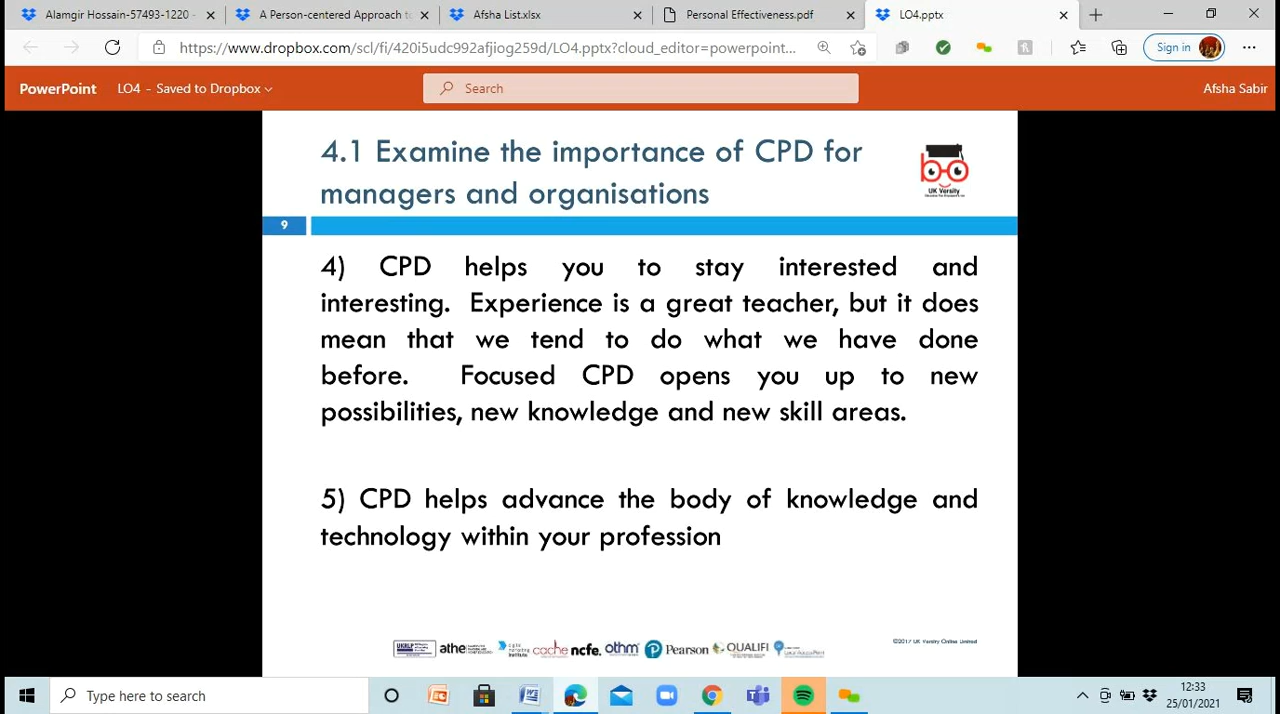 Alamgir Hossain-57493-1220 -
A Person-centered Approach to
Afsha List.xlsx
Personal Effectiveness.pdf
LO4.pptx
https://www.dropbox.com/scl/fi/420i5udc992afjiog259d/LO4.pptx?cloud_editor=powerpoint...
Sign in
PowerPoint
LO4 - Saved to Dropbox
Search
Afsha Sabir
4.1 Examine the importance of CPD for
managers and organisations
UK Versity
9
4) CPD helps you to stay interested and
interesting. Experience is a great teacher, but it does
mean that we tend to do what we have done
before. Focused CPD opens you up to new
possibilities, new knowledge and new skill areas.
5) CPD helps advance the body of knowledge and
technology within your profession
©2017 UK Versity Online Limited
UKRLP athe digital marketing institute cache ncfe. othm Pearson QUALIFI
Type here to search
12:33
25/01/2021